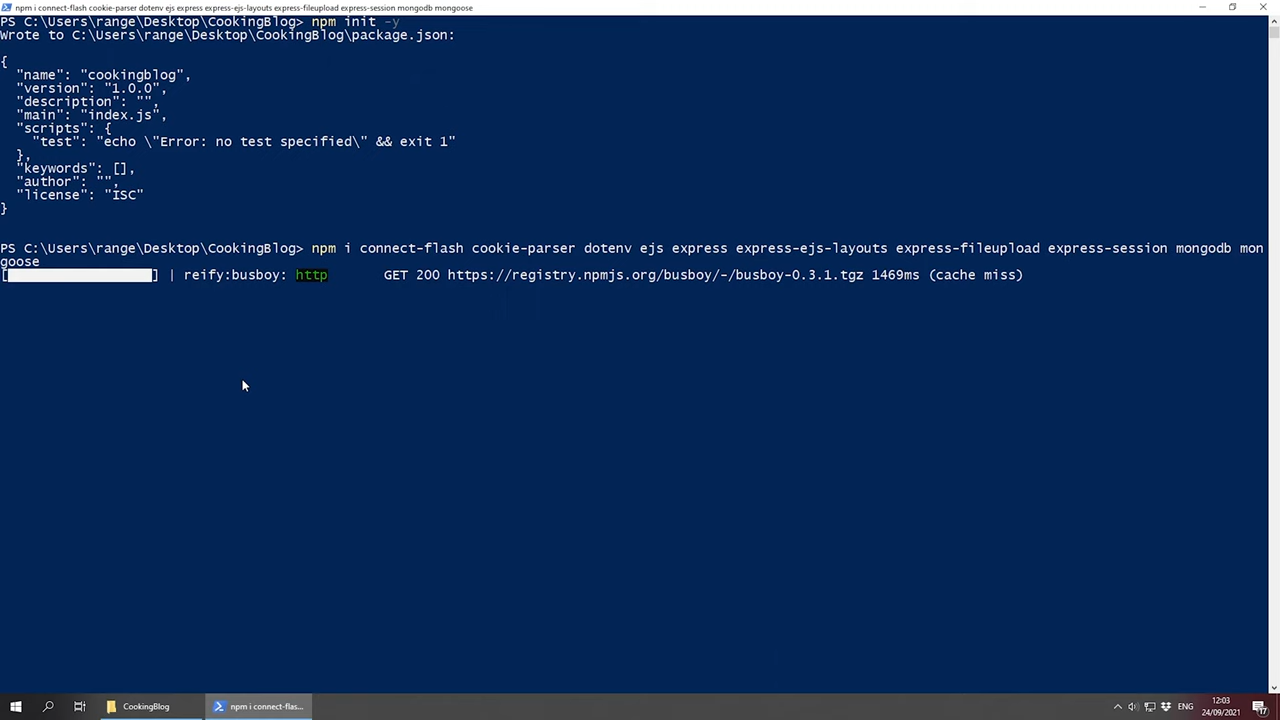 npm i connect-flash cookie-parser dotenv ejs express express-ejs-layouts express-fileupload express-session mongodb mongoose
PS C:\Users\range\Desktop\CookingBlog> npm init -y
Wrote to C:\Users\range\Desktop\CookingBlog\package.json:
{
"name": "cookingblog",
"version": "1.0.0",
"description": "",
"main": "index.js",
"scripts": {
"test": "echo \"Error: no test specified\" && exit 1"
},
"keywords": [],
"author": "",
"license": "ISC"
}
PS C:\Users\range\Desktop\CookingBlog> npm i connect-flash cookie-parser dotenv ejs express express-ejs-layouts express-fileupload express-session mongodb mon
goose
[                  ] | reify:busboy: http GET 200 https://registry.npmjs.org/busboy/-/busboy-0.3.1.tgz 1469ms (cache miss)
CookingBlog
npm i connect-flas...
ENG
12:03
24/09/2021
17